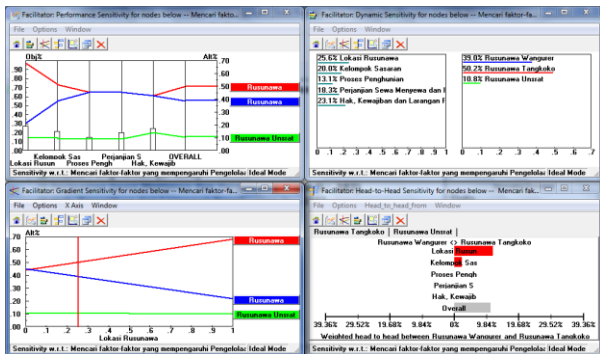 Facilitator: Performance Sensitivity for nodes below -- Mencari fakto...
File Options Window
Obj% Alt%
.90
.80
.70
.60
.50
.40
.30
.20
.10
.00
70
60
50
40
30
20
10
.00
Rusunawa
Rusunawa
Rusunawa Unsrat
Kelompok Sas Perjanjian S OVERALL
Lokasi Rusun Proses Pengh Hak, Kewajib
Sensitivity w.r.t.: Mencari faktor-faktor yang mempengaruhi Pengelola: Ideal Mode
Facilitator: Dynamic Sensitivity for nodes below -- Mencari faktor-fa...
File Options Window
25.6% Lokasi Rusunawa
20.0% Kelompok Sasaran
13.1% Proses Penghunian
18.3% Perjanjian Sewa Menyewa dan I
23.1% Hak, Kewajiban dan Larangan F
39.0% Rusunawa Wangurer
50.2% Rusunawa Tangkoko
10.8% Rusunawa Unsrat
0 .1 .2 .3 .4 .5 .6 .7 .8 .9 1
0 .1 .2 .3 .4 .5 .6 .7
Sensitivity w.r.t.: Mencari faktor-faktor yang mempengaruhi Pengelola: Ideal Mode
Facilitator: Gradient Sensitivity for nodes below -- Mencari faktor-fa...
File Options X Axis Window
Alt%
70
60
50
40
30
20
10
.00
Rusunawa
Rusunawa
Rusunawa Unsrat
0 .1 .2 .3 .4 .5 .6 .7 .8 .9 1
Lokasi Rusunawa
Sensitivity w.r.t.: Mencari faktor-faktor yang mempengaruhi Pengelola: Ideal Mode
Facilitator: Head-to-Head Sensitivity for nodes below -- Mencari fak...
File Options Head_to_head_from Window
Rusunawa Tangkoko Rusunawa Unsrat
Rusunawa Wangurer <> Rusunawa Tangkoko
Lokasi Rusun
Kelompok Sas
Proses Pengh
Perjanjian S
Hak, Kewajib
Overall
39.36% 29.52% 19.68% 9.84% 0% 9.84% 19.68% 29.52% 39.36%
Weighted head to head between Rusunawa Wangurer and Rusunawa Tangkoko
Sensitivity w.r.t.: Mencari faktor-faktor yang mempengaruhi Pengelola: Ideal Mode